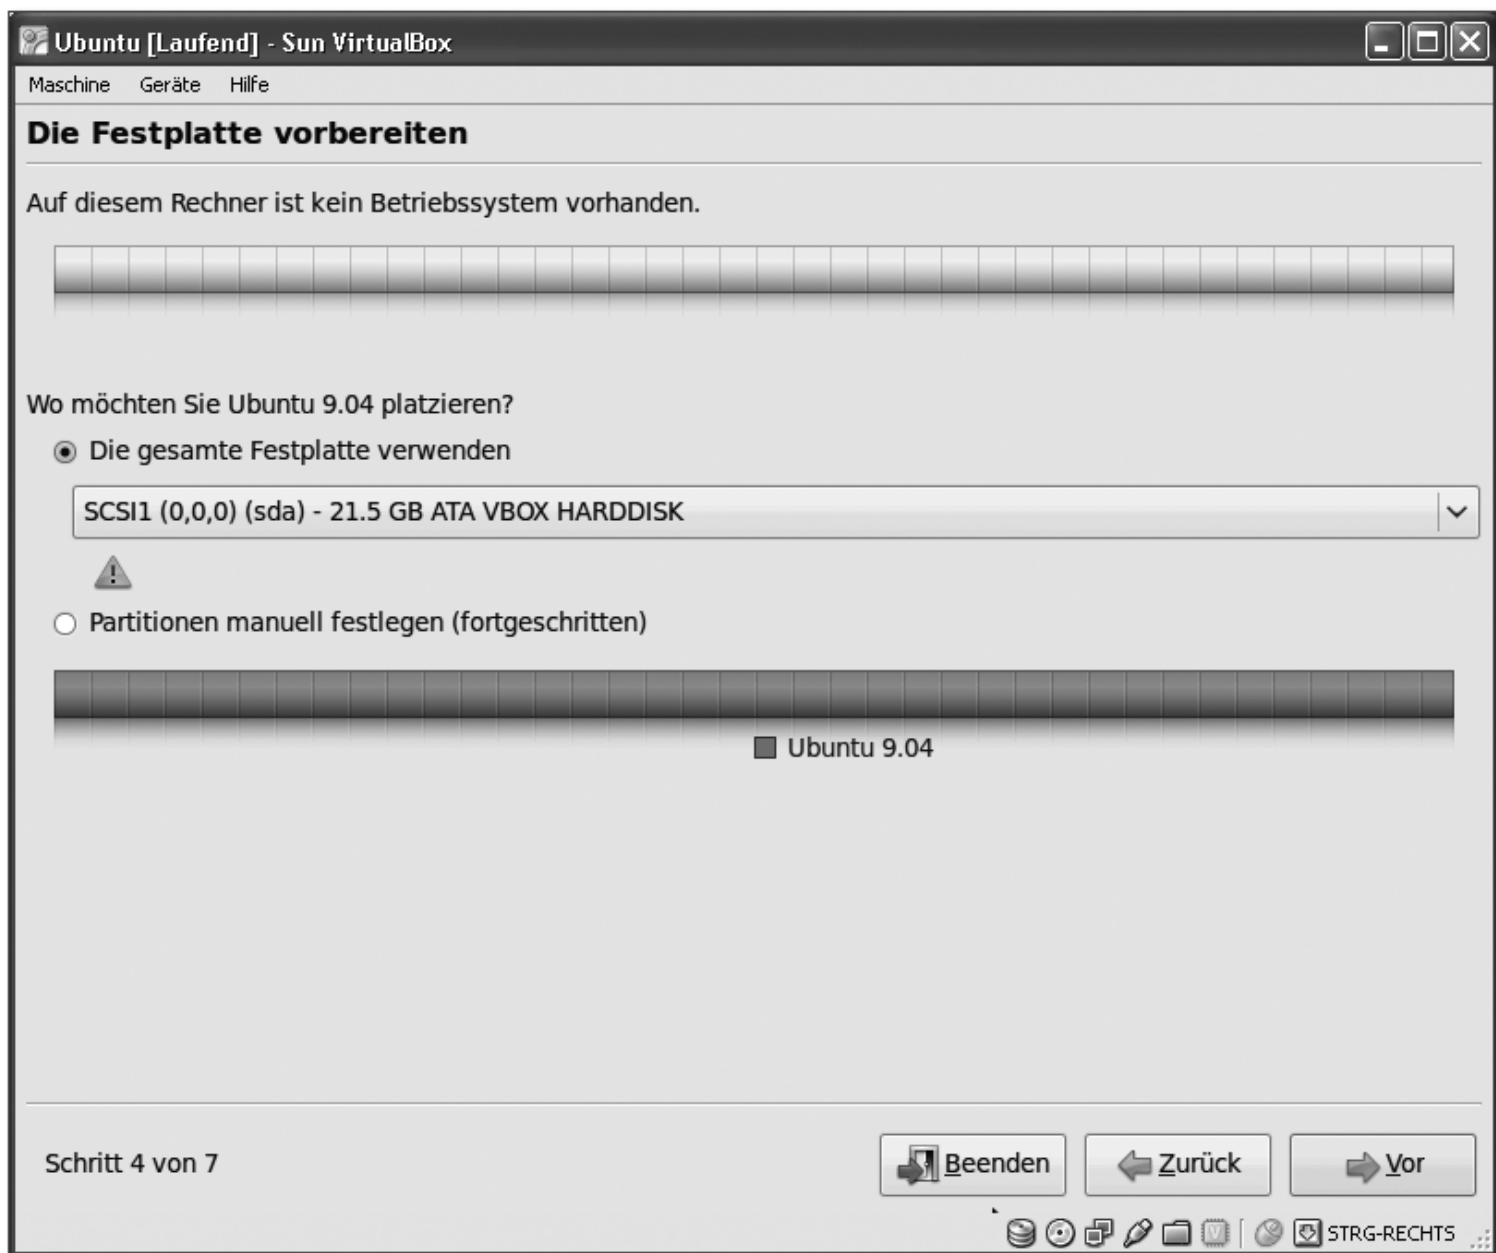 Ubuntu [Laufend] - Sun VirtualBox
Maschine Geräte Hilfe
Die Festplatte vorbereiten
Auf diesem Rechner ist kein Betriebssystem vorhanden.
Wo möchten Sie Ubuntu 9.04 platzieren?
Die gesamte Festplatte verwenden
SCSI1 (0,0,0) (sda) - 21.5 GB ATA VBOX HARDDISK
Partitionen manuell festlegen (fortgeschritten)
Ubuntu 9.04
Schritt 4 von 7 Beenden Zurück Vor
STRG-RECHTS